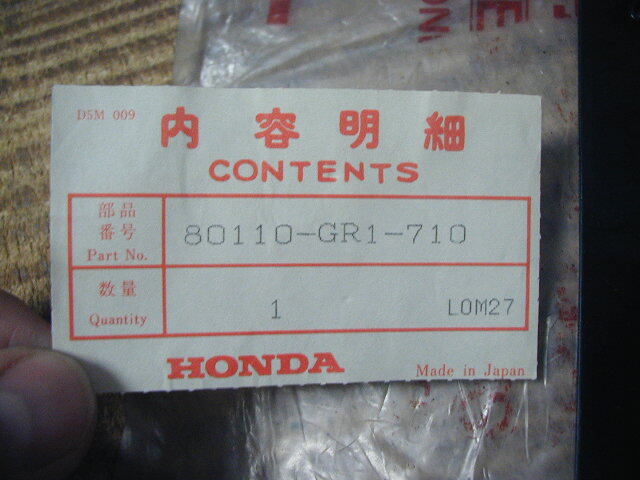 D5M 009
内容明細
CONTENTS
部品
番号
Part No.
80110-GR1-710
数量
Quantity
1
L0M27
HONDA
Made in Japan